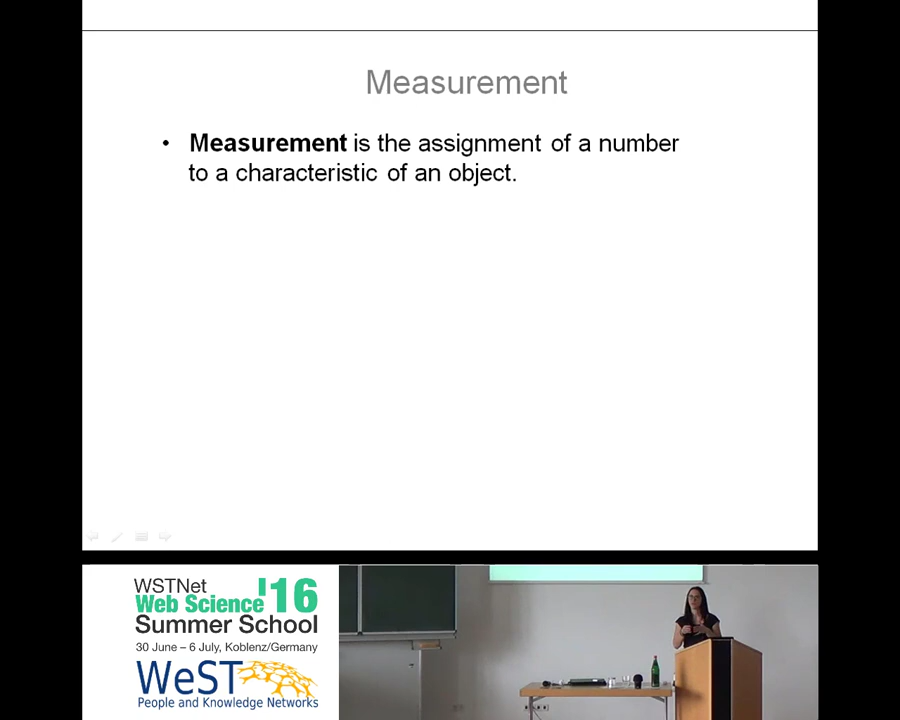 Measurement
• Measurement is the assignment of a number
to a characteristic of an object.
WSTNet
Web Science '16
Summer School
30 June – 6 July, Koblenz/Germany
WeST
People and Knowledge Networks